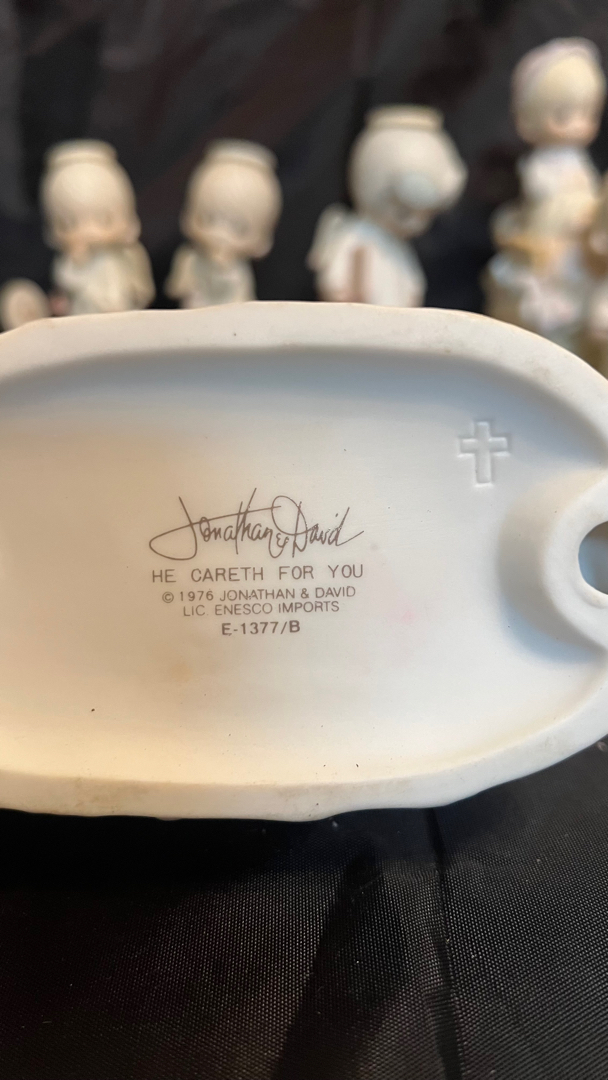 Jonathan & David
HE CARETH FOR YOU
© 1976 JONATHAN & DAVID
LIC. ENESCO IMPORTS
E-1377/B